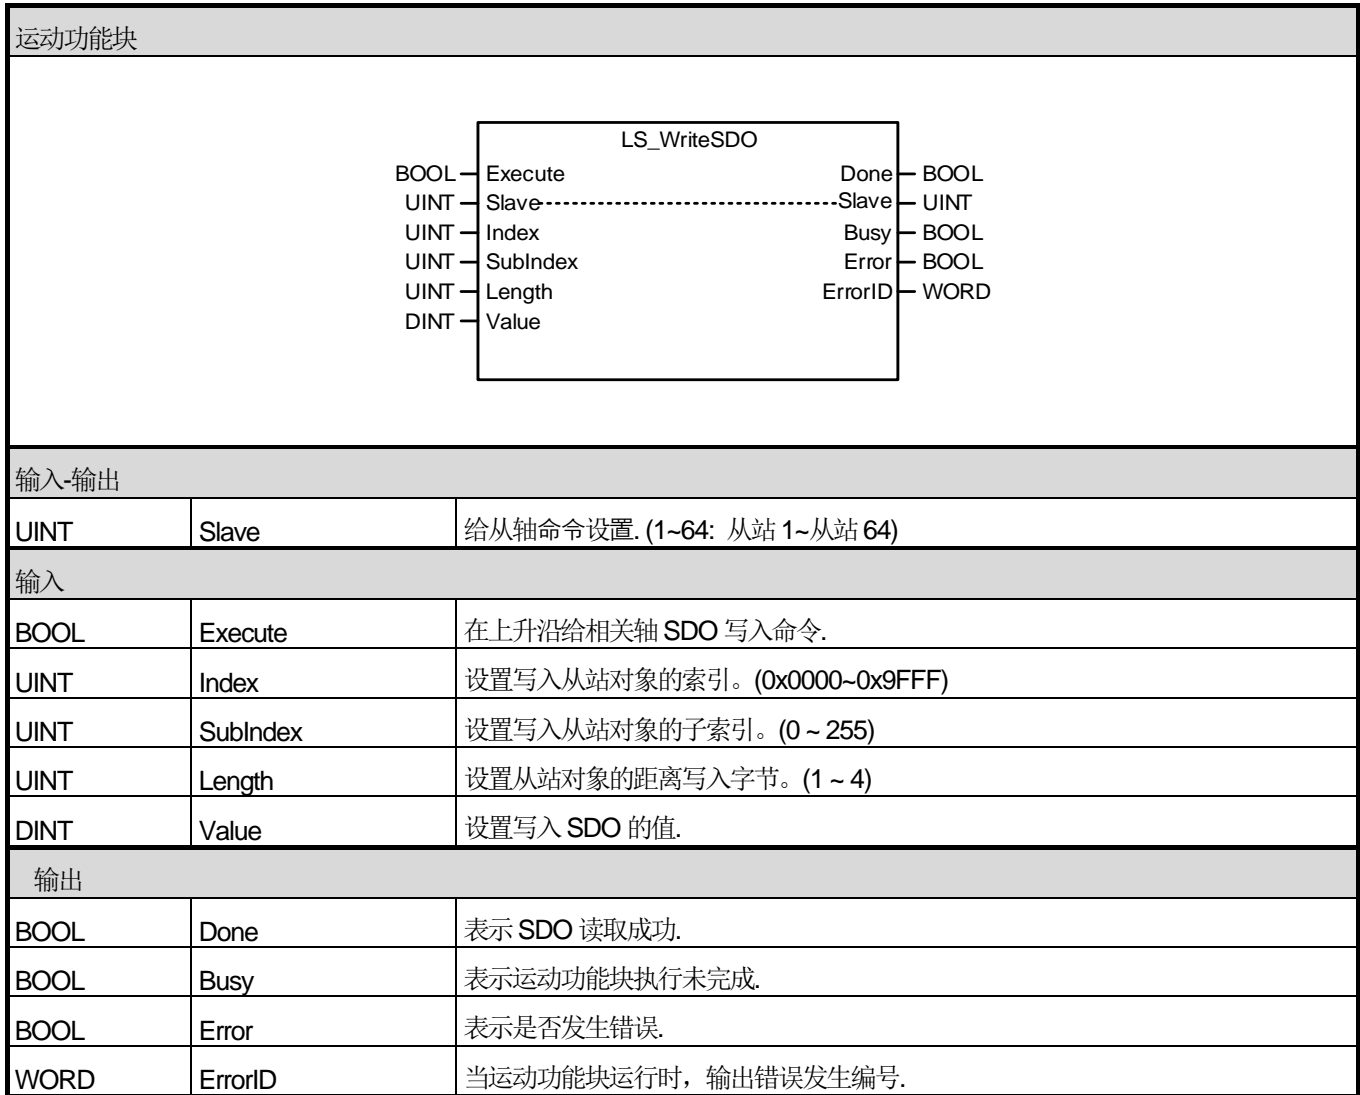 运动功能块
LS_WriteSDO
BOOL Execute Done BOOL
UINT Slave Slave UINT
UINT Index Busy BOOL
UINT SubIndex Error BOOL
UINT Length ErrorID WORD
DINT Value
输入-输出
UINT Slave 给从轴命令设置. (1~64: 从站 1~从站 64)
输入
BOOL Execute 在上升沿给相关轴 SDO 写入命令.
UINT Index 设置写入从站对象的索引。(0x0000~0x9FFF)
UINT SubIndex 设置写入从站对象的子索引。(0 ~ 255)
UINT Length 设置从站对象的距离写入字节。(1 ~ 4)
DINT Value 设置写入 SDO 的值.
输出
BOOL Done 表示 SDO 读取成功.
BOOL Busy 表示运动功能块执行未完成.
BOOL Error 表示是否发生错误.
WORD ErrorID 当运动功能块运行时，输出错误发生编号.